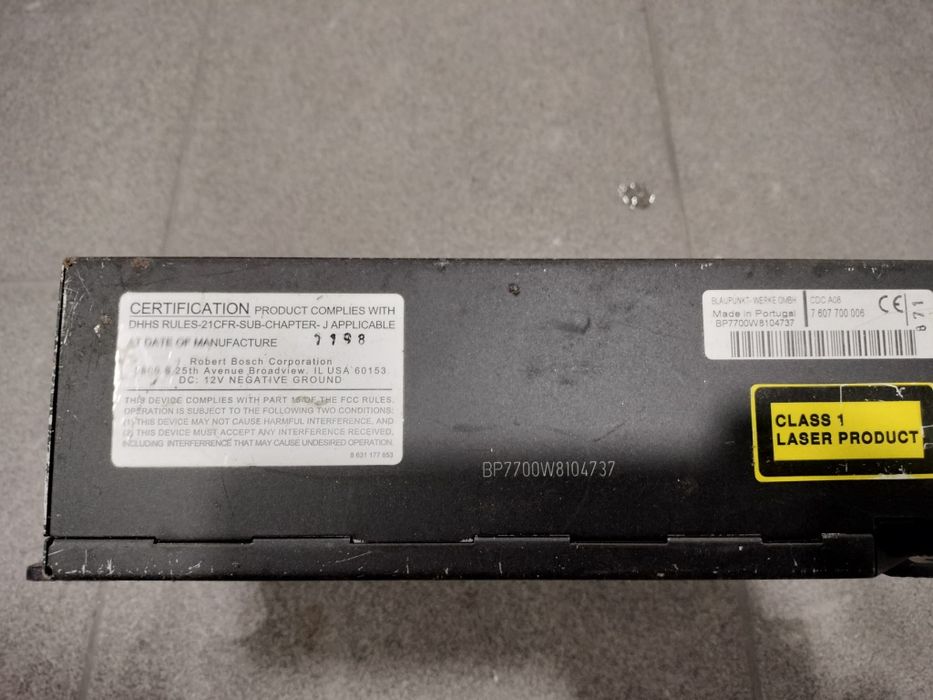 CERTIFICATION PRODUCT COMPLIES WITH
DHHS RULES-21CFR-SUB-CHAPTER- J APPLICABLE
AT DATE OF MANUFACTURE 1198
Robert Bosch Corporation
25th Avenue Broadview, IL USA 60153
DC: 12V NEGATIVE GROUND
THIS DEVICE COMPLIES WITH PART 15 OF THE FCC RULES.
OPERATION IS SUBJECT TO THE FOLLOWING TWO CONDITIONS:
(1) THIS DEVICE MAY NOT CAUSE HARMFUL INTERFERENCE, AND
(2) THIS DEVICE MUST ACCEPT ANY INTERFERENCE RECEIVED,
INCLUDING INTERFERRENCE THAT MAY CAUSE UNDESIRED OPERATION.
8 631 177 653
BP7700W8104737
BLAUPUNKT- WERKE GMBH
Made in Portugal
BP7700W8104737
CDC A08
7 607 700 006
CE
871
CLASS 1
LASER PRODUCT